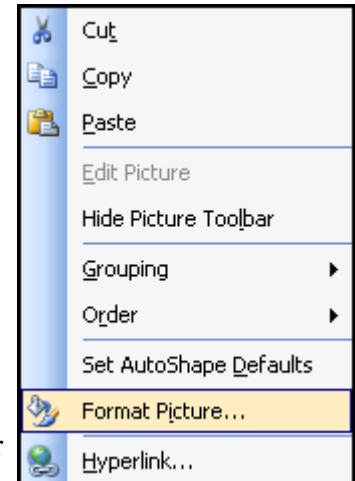 Cut
Copy
Paste
Edit Picture
Hide Picture Toolbar
Grouping
Order
Set AutoShape Defaults
Format Picture...
Hyperlink...